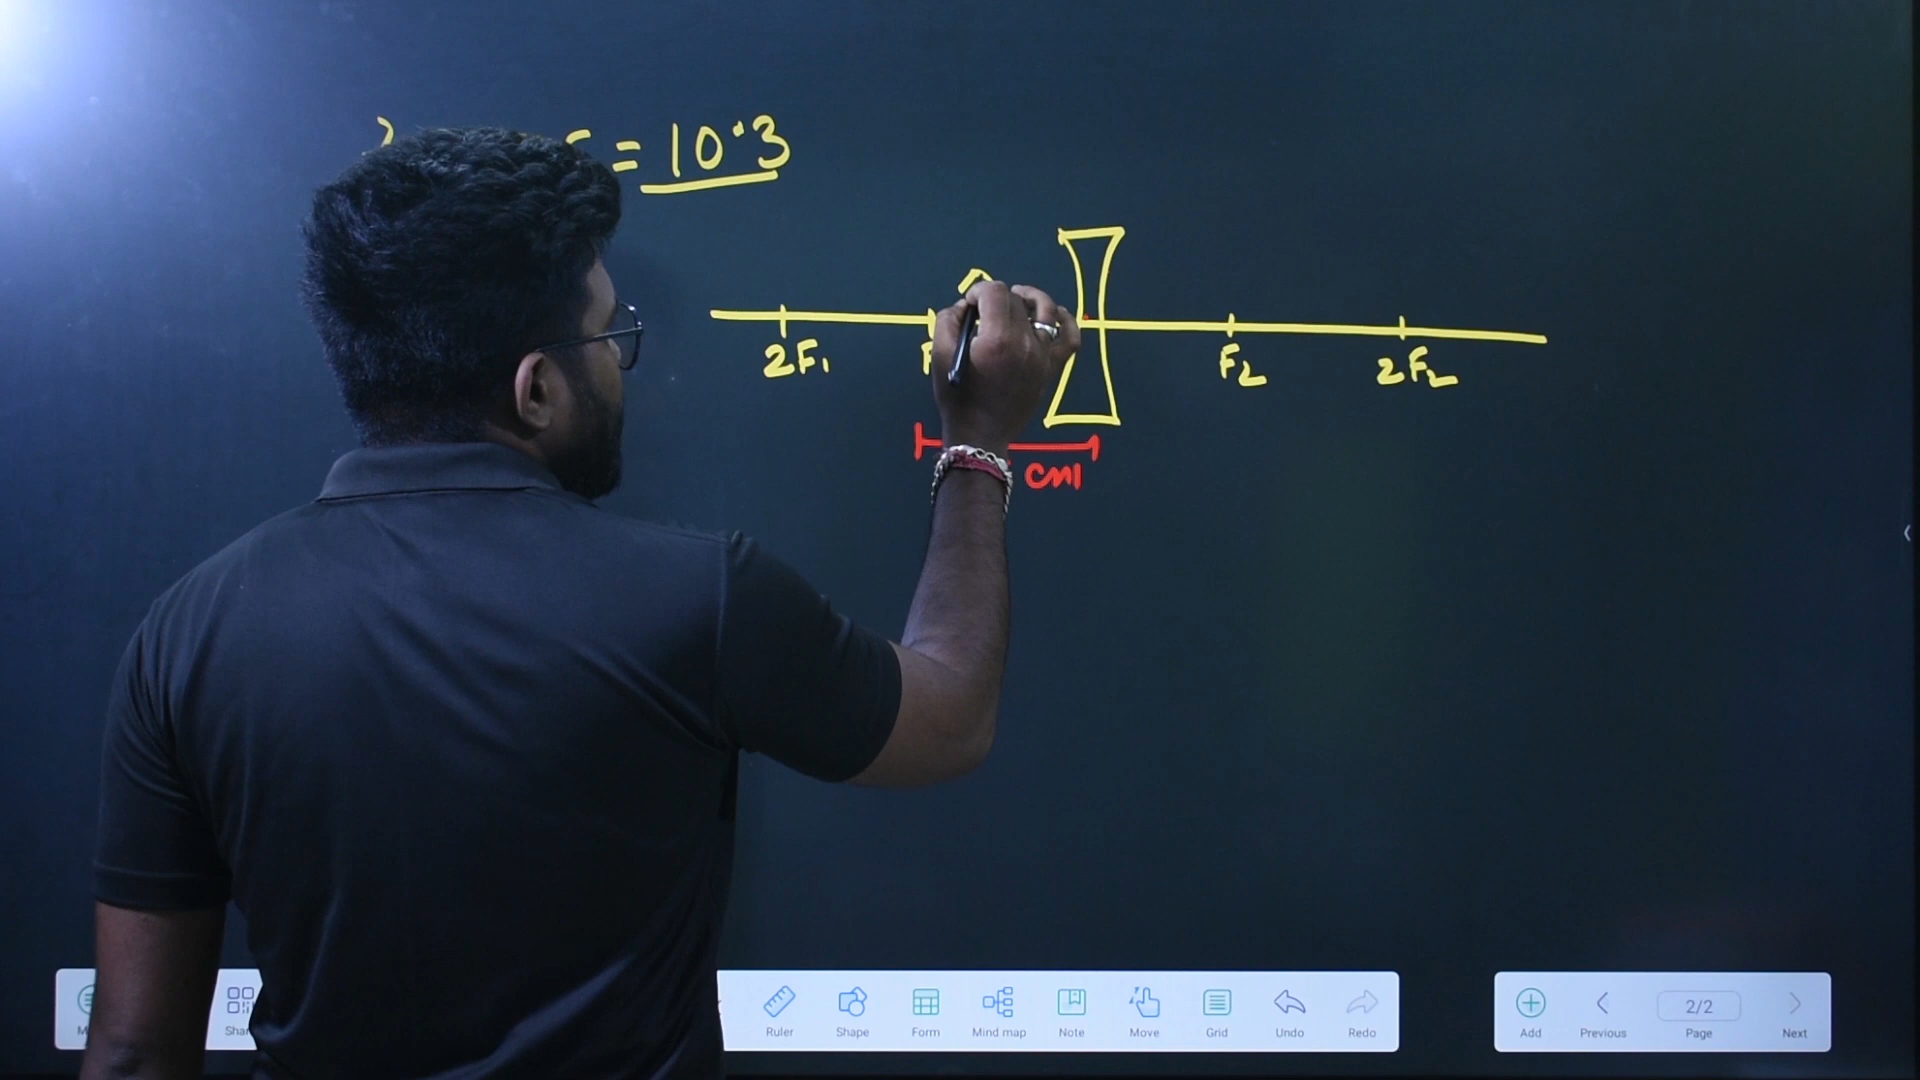 = 10.3
2F₁ F₂ 2F₂
cm
Ruler Shape Form Mind map Note Move Grid Undo Redo Add Previous 2/2 Page Next